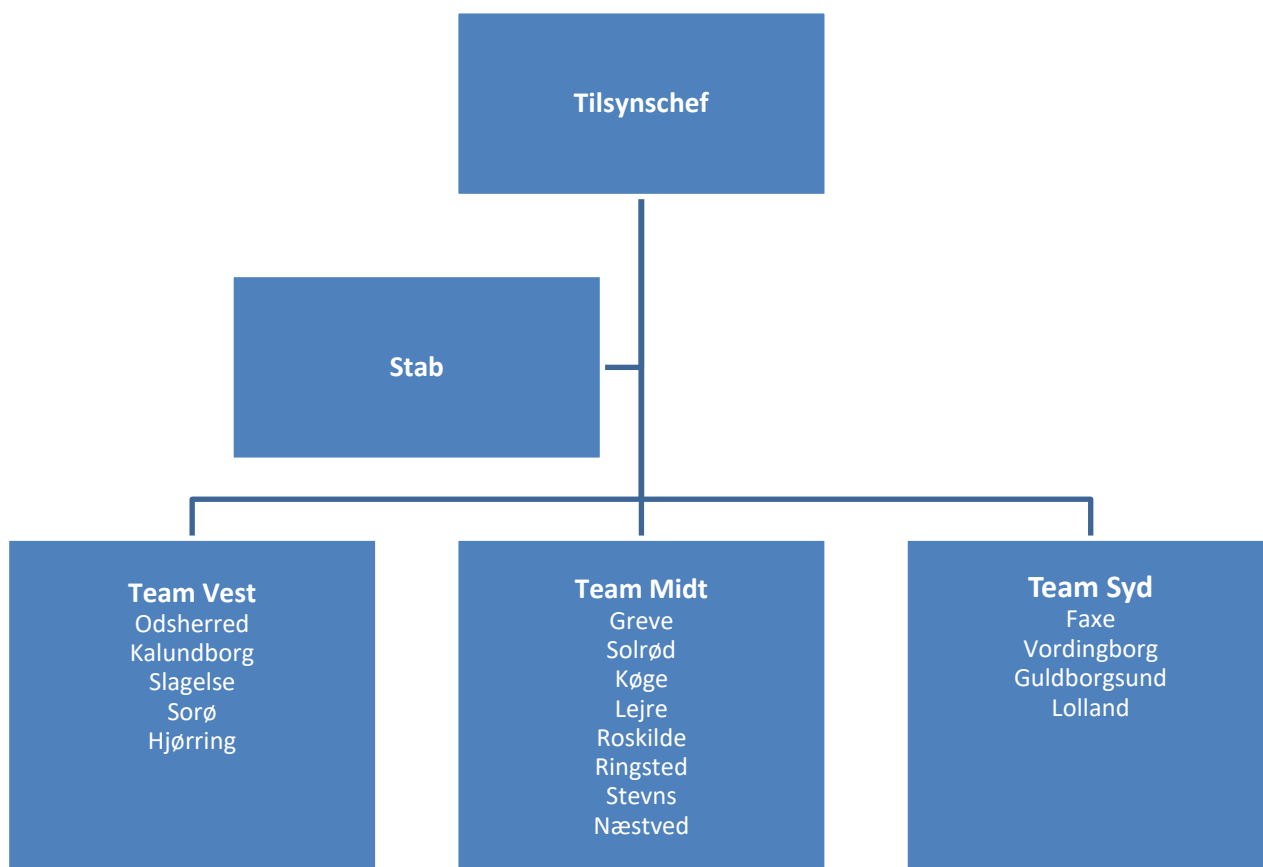 Tilsynschef
Stab
Team Vest
Odsherred
Kalundborg
Slagelse
Sorø
Hjørring
Team Midt
Greve
Solrød
Køge
Lejre
Roskilde
Ringsted
Stevns
Næstved
Team Syd
Faxe
Vordingborg
Guldborgsund
Lolland